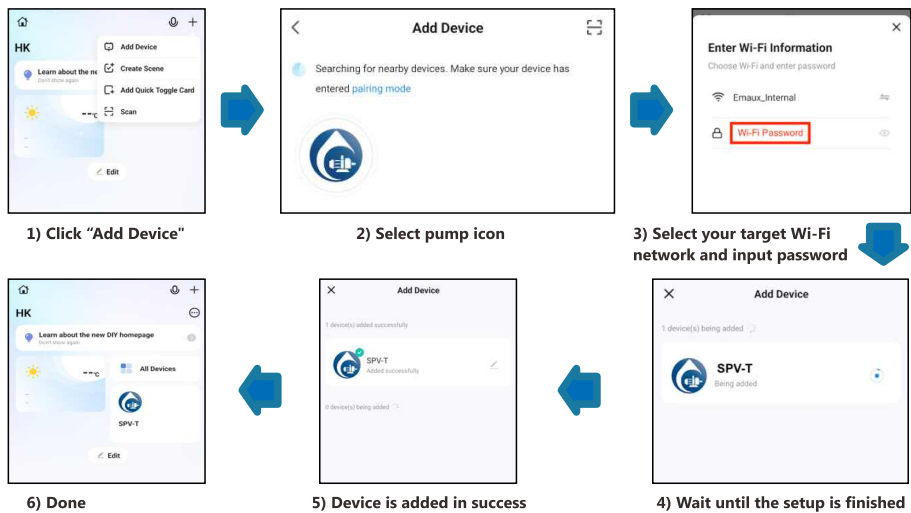 HK
Add Device
Create Scene
Add Quick Toggle Card
Scan
Learn about the ne
Don't show again
--°C
Edit
1) Click “Add Device"
Add Device
Searching for nearby devices. Make sure your device has
entered pairing mode
2) Select pump icon
Enter Wi-Fi Information
Choose Wi-Fi and enter password
Emaux_Internal
Wi-Fi Password
3) Select your target Wi-Fi
network and input password
Add Device
1 device(s) being added
SPV-T
Being added
4) Wait until the setup is finished
Add Device
1 device(s) added successfully
SPV-T
Added successfully
0 device(s) being added
5) Device is added in success
HK
Learn about the new DIY homepage
Don't show again
--°C
All Devices
SPV-T
Edit
6) Done